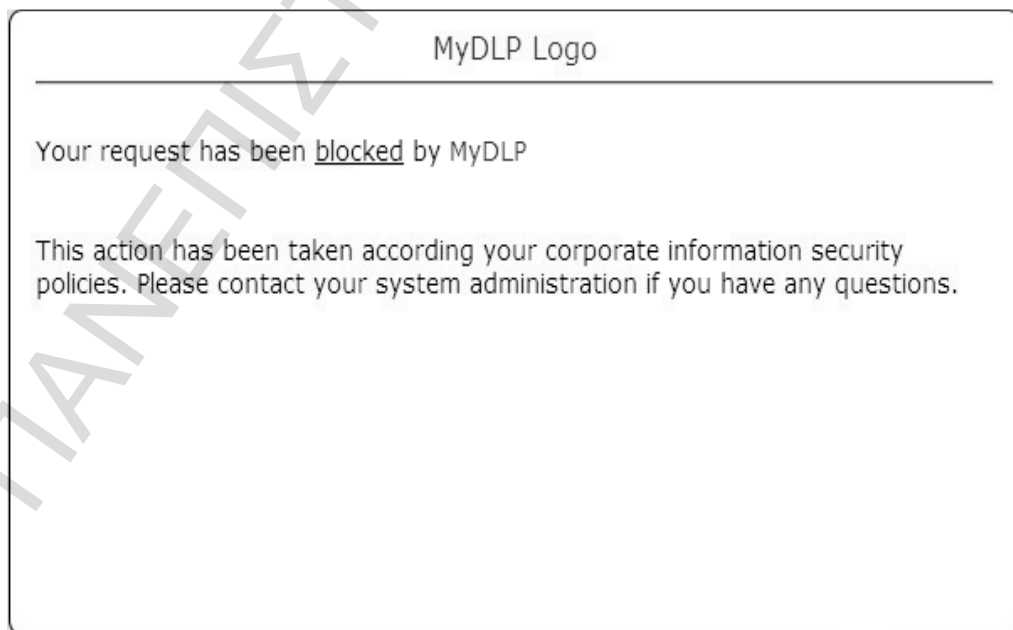 MyDLP Logo
Your request has been blocked by MyDLP
This action has been taken according your corporate information security
policies. Please contact your system administration if you have any questions.
ΠΑΝΕΠΙΣΤ